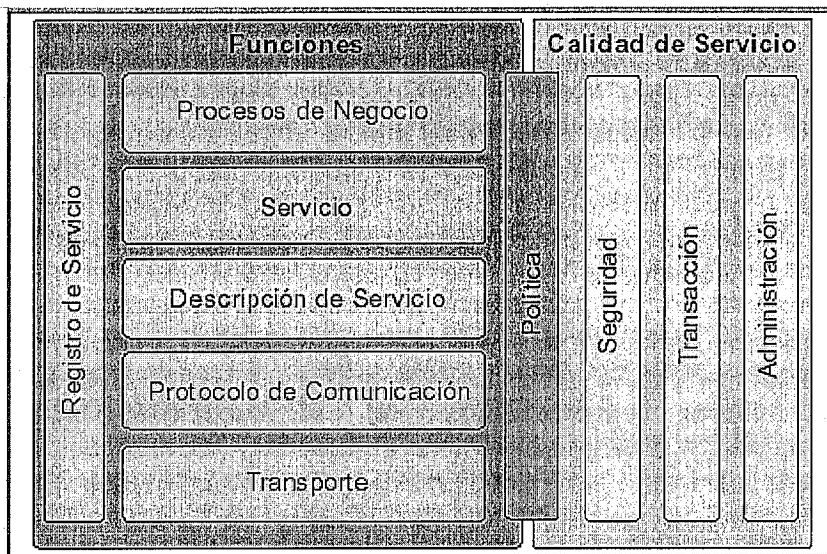 Funciones
Calidad de Servicio
Registro de Servicio
Procesos de Negocio
Servicio
Descripción de Servicio
Protocolo de Comunicación
Transporte
Política
Seguridad
Transacción
Administración